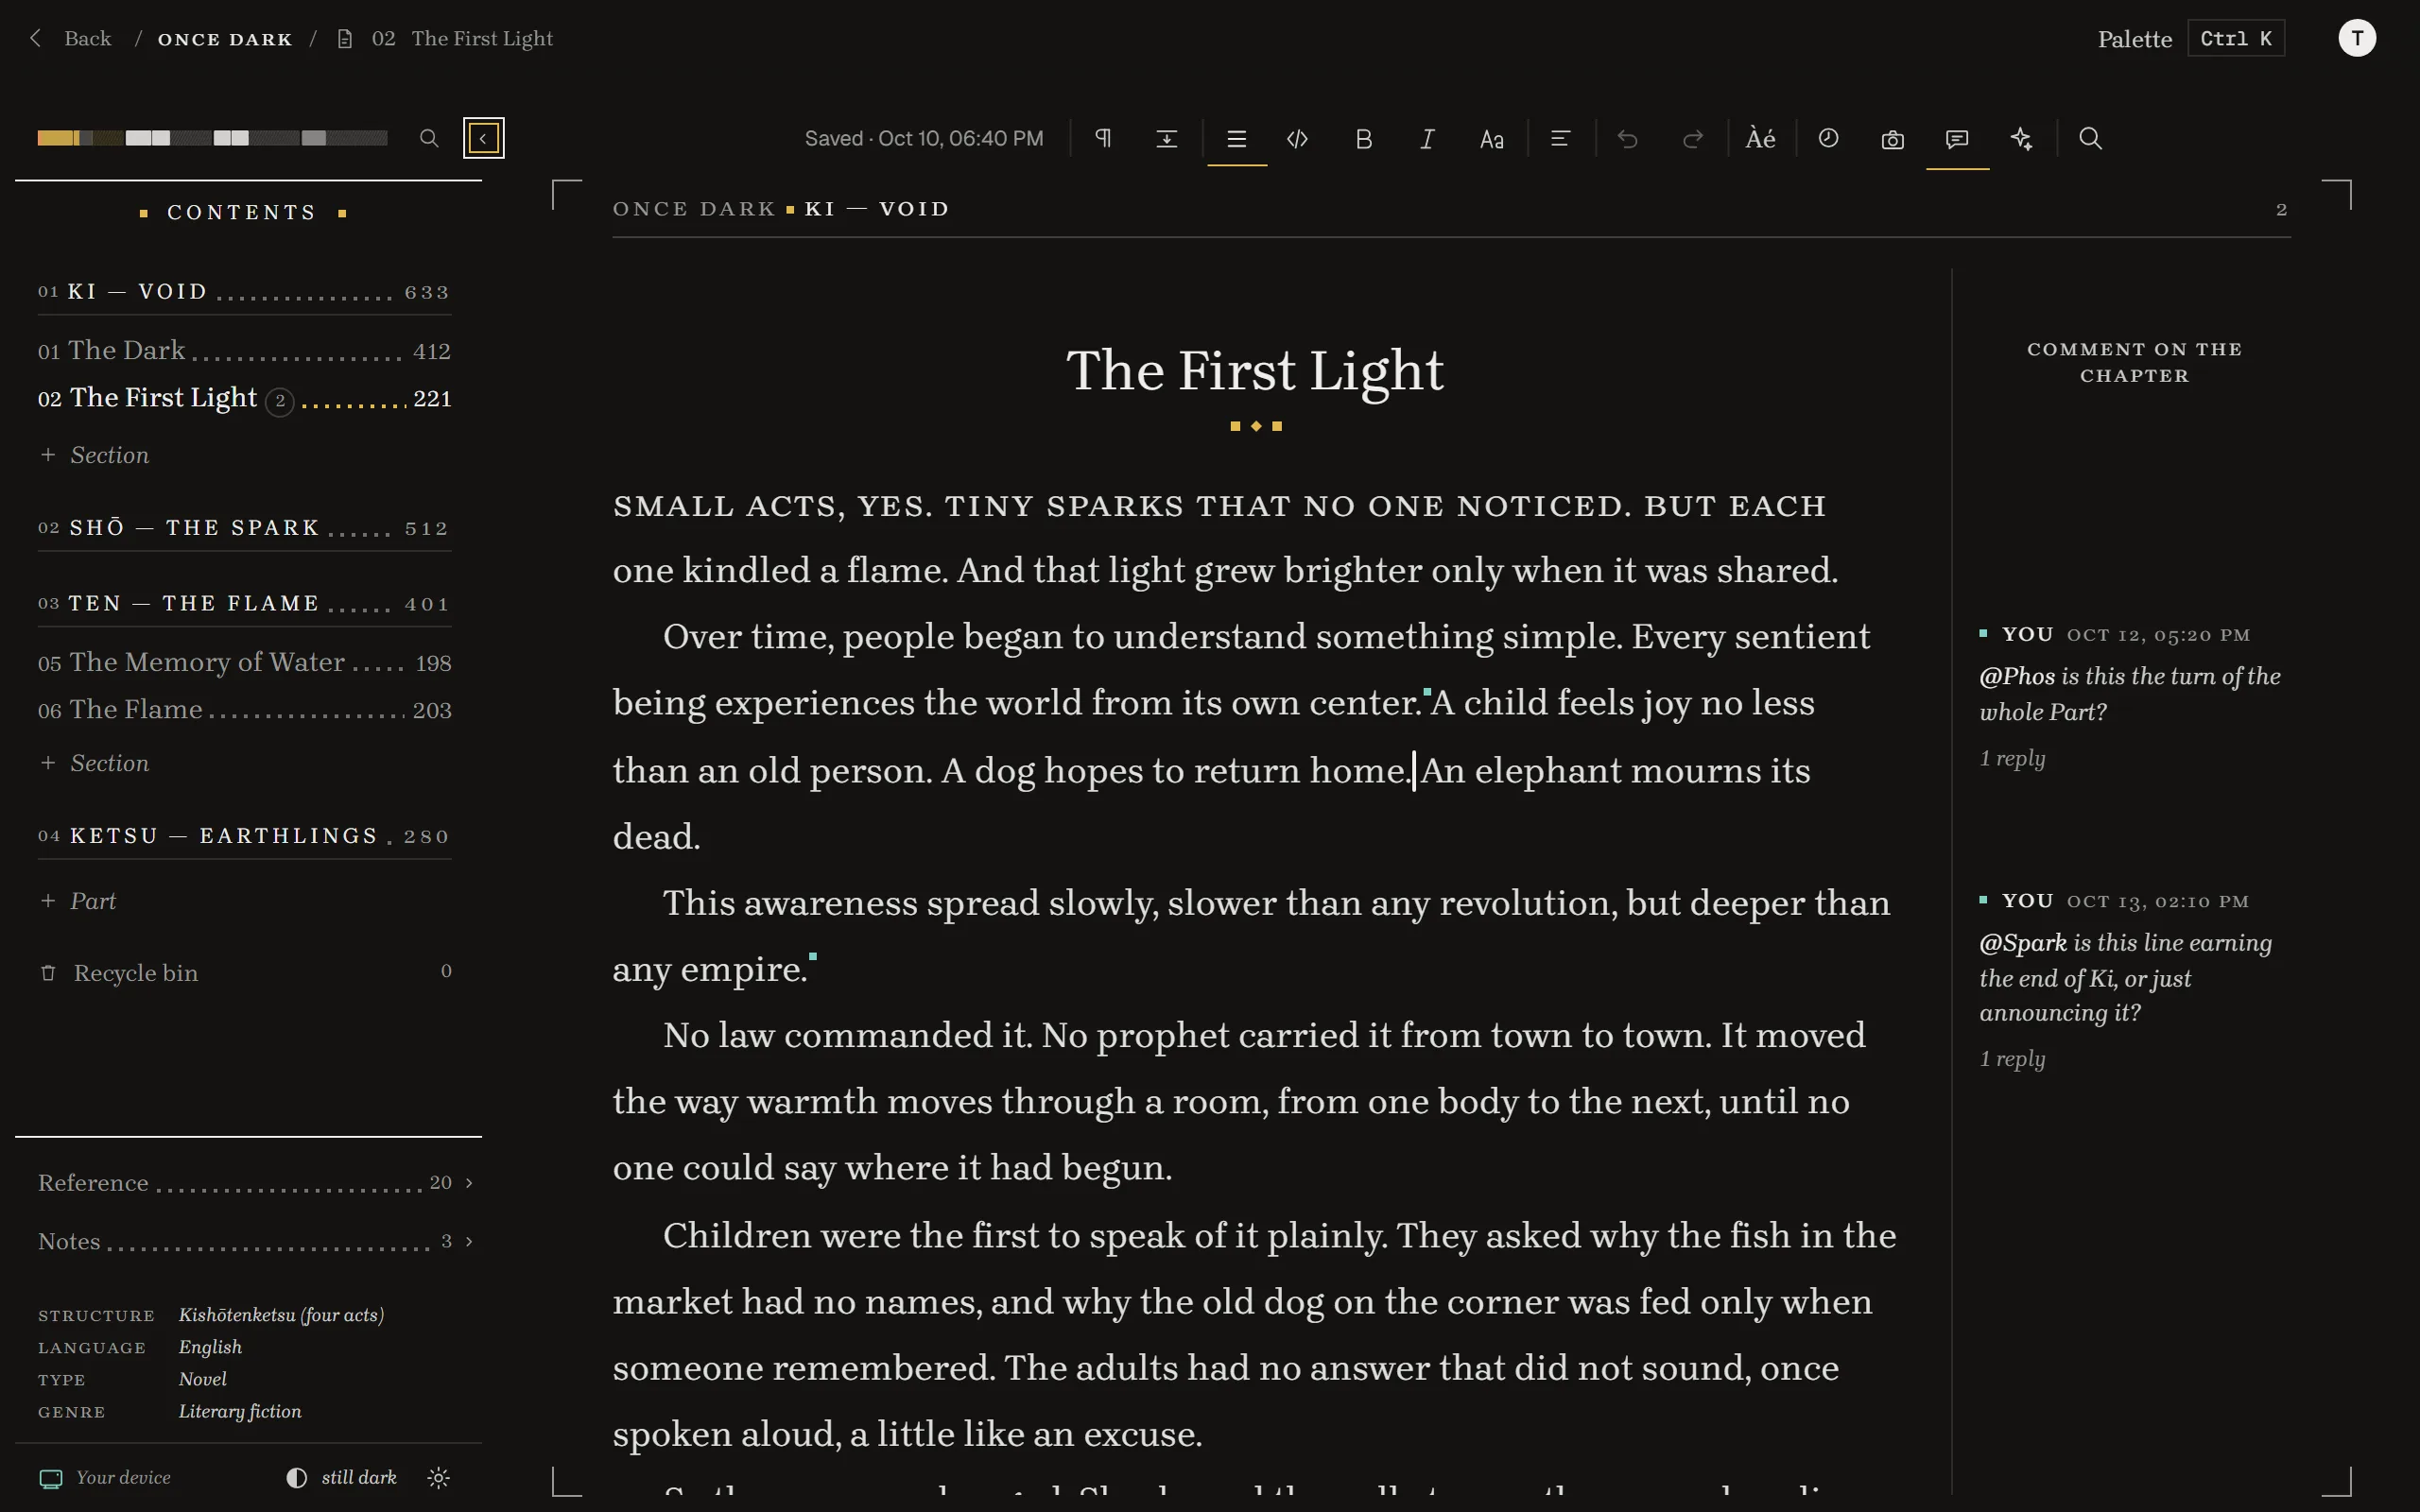 Back / ONCE DARK / 02 The First Light
Palette Ctrl K T
Saved · Oct 10, 06:40 PM
CONTENTS
01 KI — VOID 633
01 The Dark 412
02 The First Light 2 221
+ Section
02 SHŌ — THE SPARK 512
03 TEN — THE FLAME 401
05 The Memory of Water 198
06 The Flame 203
+ Section
04 KETSU — EARTHLINGS 280
+ Part
Recycle bin 0
Reference 20
Notes 3
STRUCTURE Kishōtenketsu (four acts)
LANGUAGE English
TYPE Novel
GENRE Literary fiction
Your device still dark
ONCE DARK KI — VOID 2
The First Light
SMALL ACTS, YES. TINY SPARKS THAT NO ONE NOTICED. BUT EACH
one kindled a flame. And that light grew brighter only when it was shared.
Over time, people began to understand something simple. Every sentient
being experiences the world from its own center. A child feels joy no less
than an old person. A dog hopes to return home. An elephant mourns its
dead.
This awareness spread slowly, slower than any revolution, but deeper than
any empire.
No law commanded it. No prophet carried it from town to town. It moved
the way warmth moves through a room, from one body to the next, until no
one could say where it had begun.
Children were the first to speak of it plainly. They asked why the fish in the
market had no names, and why the old dog on the corner was fed only when
someone remembered. The adults had no answer that did not sound, once
spoken aloud, a little like an excuse.
COMMENT ON THE
CHAPTER
YOU OCT 12, 05:20 PM
@Phos is this the turn of the
whole Part?
1 reply
YOU OCT 13, 02:10 PM
@Spark is this line earning
the end of Ki, or just
announcing it?
1 reply